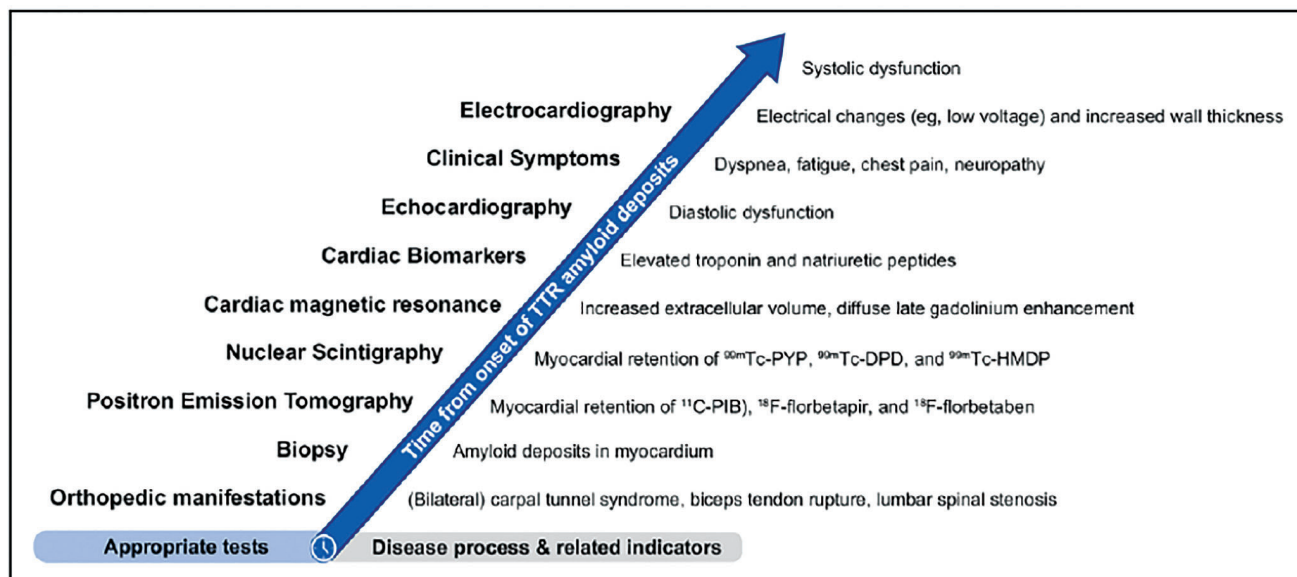 Systolic dysfunction
Electrocardiography
Electrical changes (eg, low voltage) and increased wall thickness
Clinical Symptoms
Dyspnea, fatigue, chest pain, neuropathy
Echocardiography
Diastolic dysfunction
Cardiac Biomarkers
Elevated troponin and natriuretic peptides
Cardiac magnetic resonance
Increased extracellular volume, diffuse late gadolinium enhancement
Nuclear Scintigraphy
Myocardial retention of ⁹⁹ᵐTc-PYP, ⁹⁹ᵐTc-DPD, and ⁹⁹ᵐTc-HMDP
Positron Emission Tomography
Myocardial retention of ¹¹C-PIB), ¹⁸F-florbetapir, and ¹⁸F-florbetaben
Biopsy
Amyloid deposits in myocardium
Orthopedic manifestations
(Bilateral) carpal tunnel syndrome, biceps tendon rupture, lumbar spinal stenosis
Time from onset of TTR amyloid deposits
Appropriate tests
Disease process & related indicators